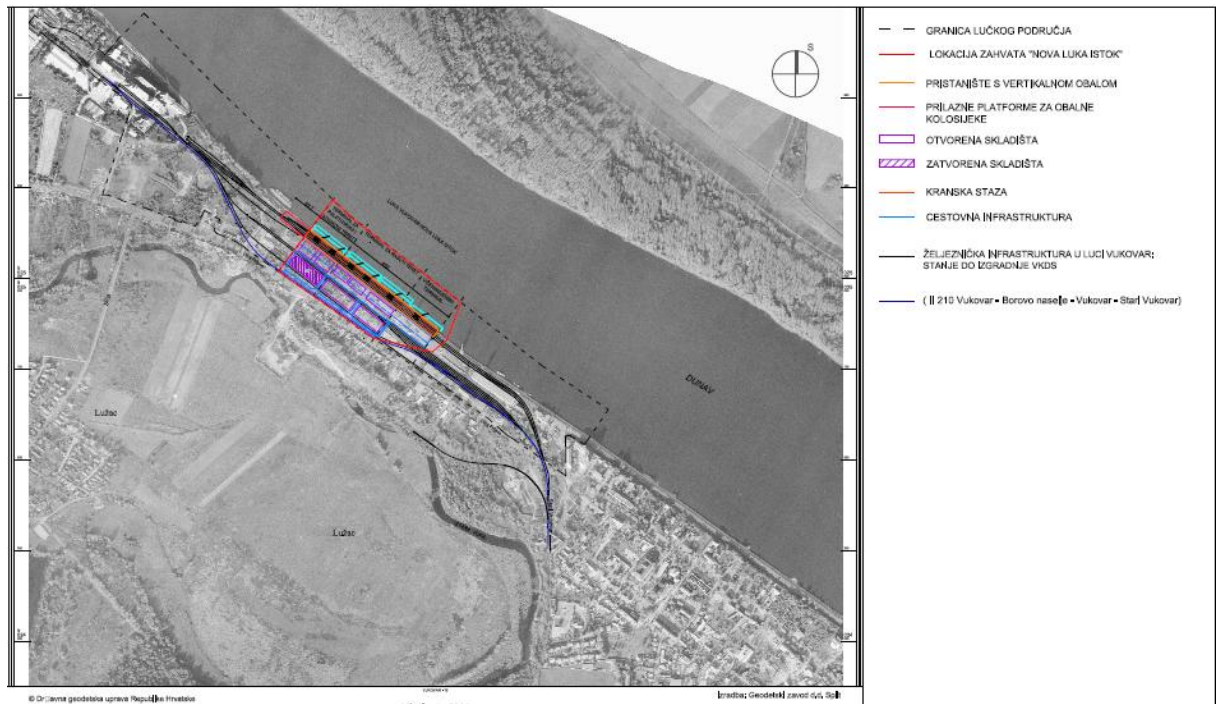 S
GRANICA LUČKOG PODRUČJA
LOKACIJA ZAHVATA "NOVA LUKA ISTOK"
PRISTANIŠTE S VERTIKALNOM OBALOM
PRILAZNE PLATFORME ZA OBALNE
KOLOSIJEKE
OTVORENA SKLADIŠTA
ZATVORENA SKLADIŠTA
KRANSKA STAZA
CESTOVNA INFRASTRUKTURA
ŽELJEZNIČKA INFRASTRUKTURA U LUCI VUKOVAR;
STANJE DO IZGRADNJE VKDS
( II 210 Vukovar - Borovo naselje - Vukovar - Stari Vukovar)
DUNAV
Lužac
Lužac
© Državna geodetska uprava Republike Hrvatske
Izradba: Geodetski zavod d.d. Split